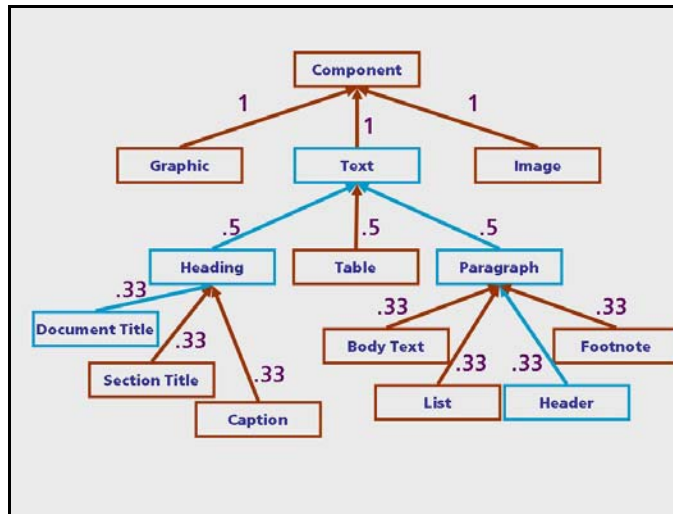 Component
1
1
1
Graphic
Text
Image
.5
.5
.5
Heading
Table
Paragraph
.33
.33
.33
Document Title
.33
Body Text
Footnote
Section Title
.33
.33
.33
List
Header
Caption